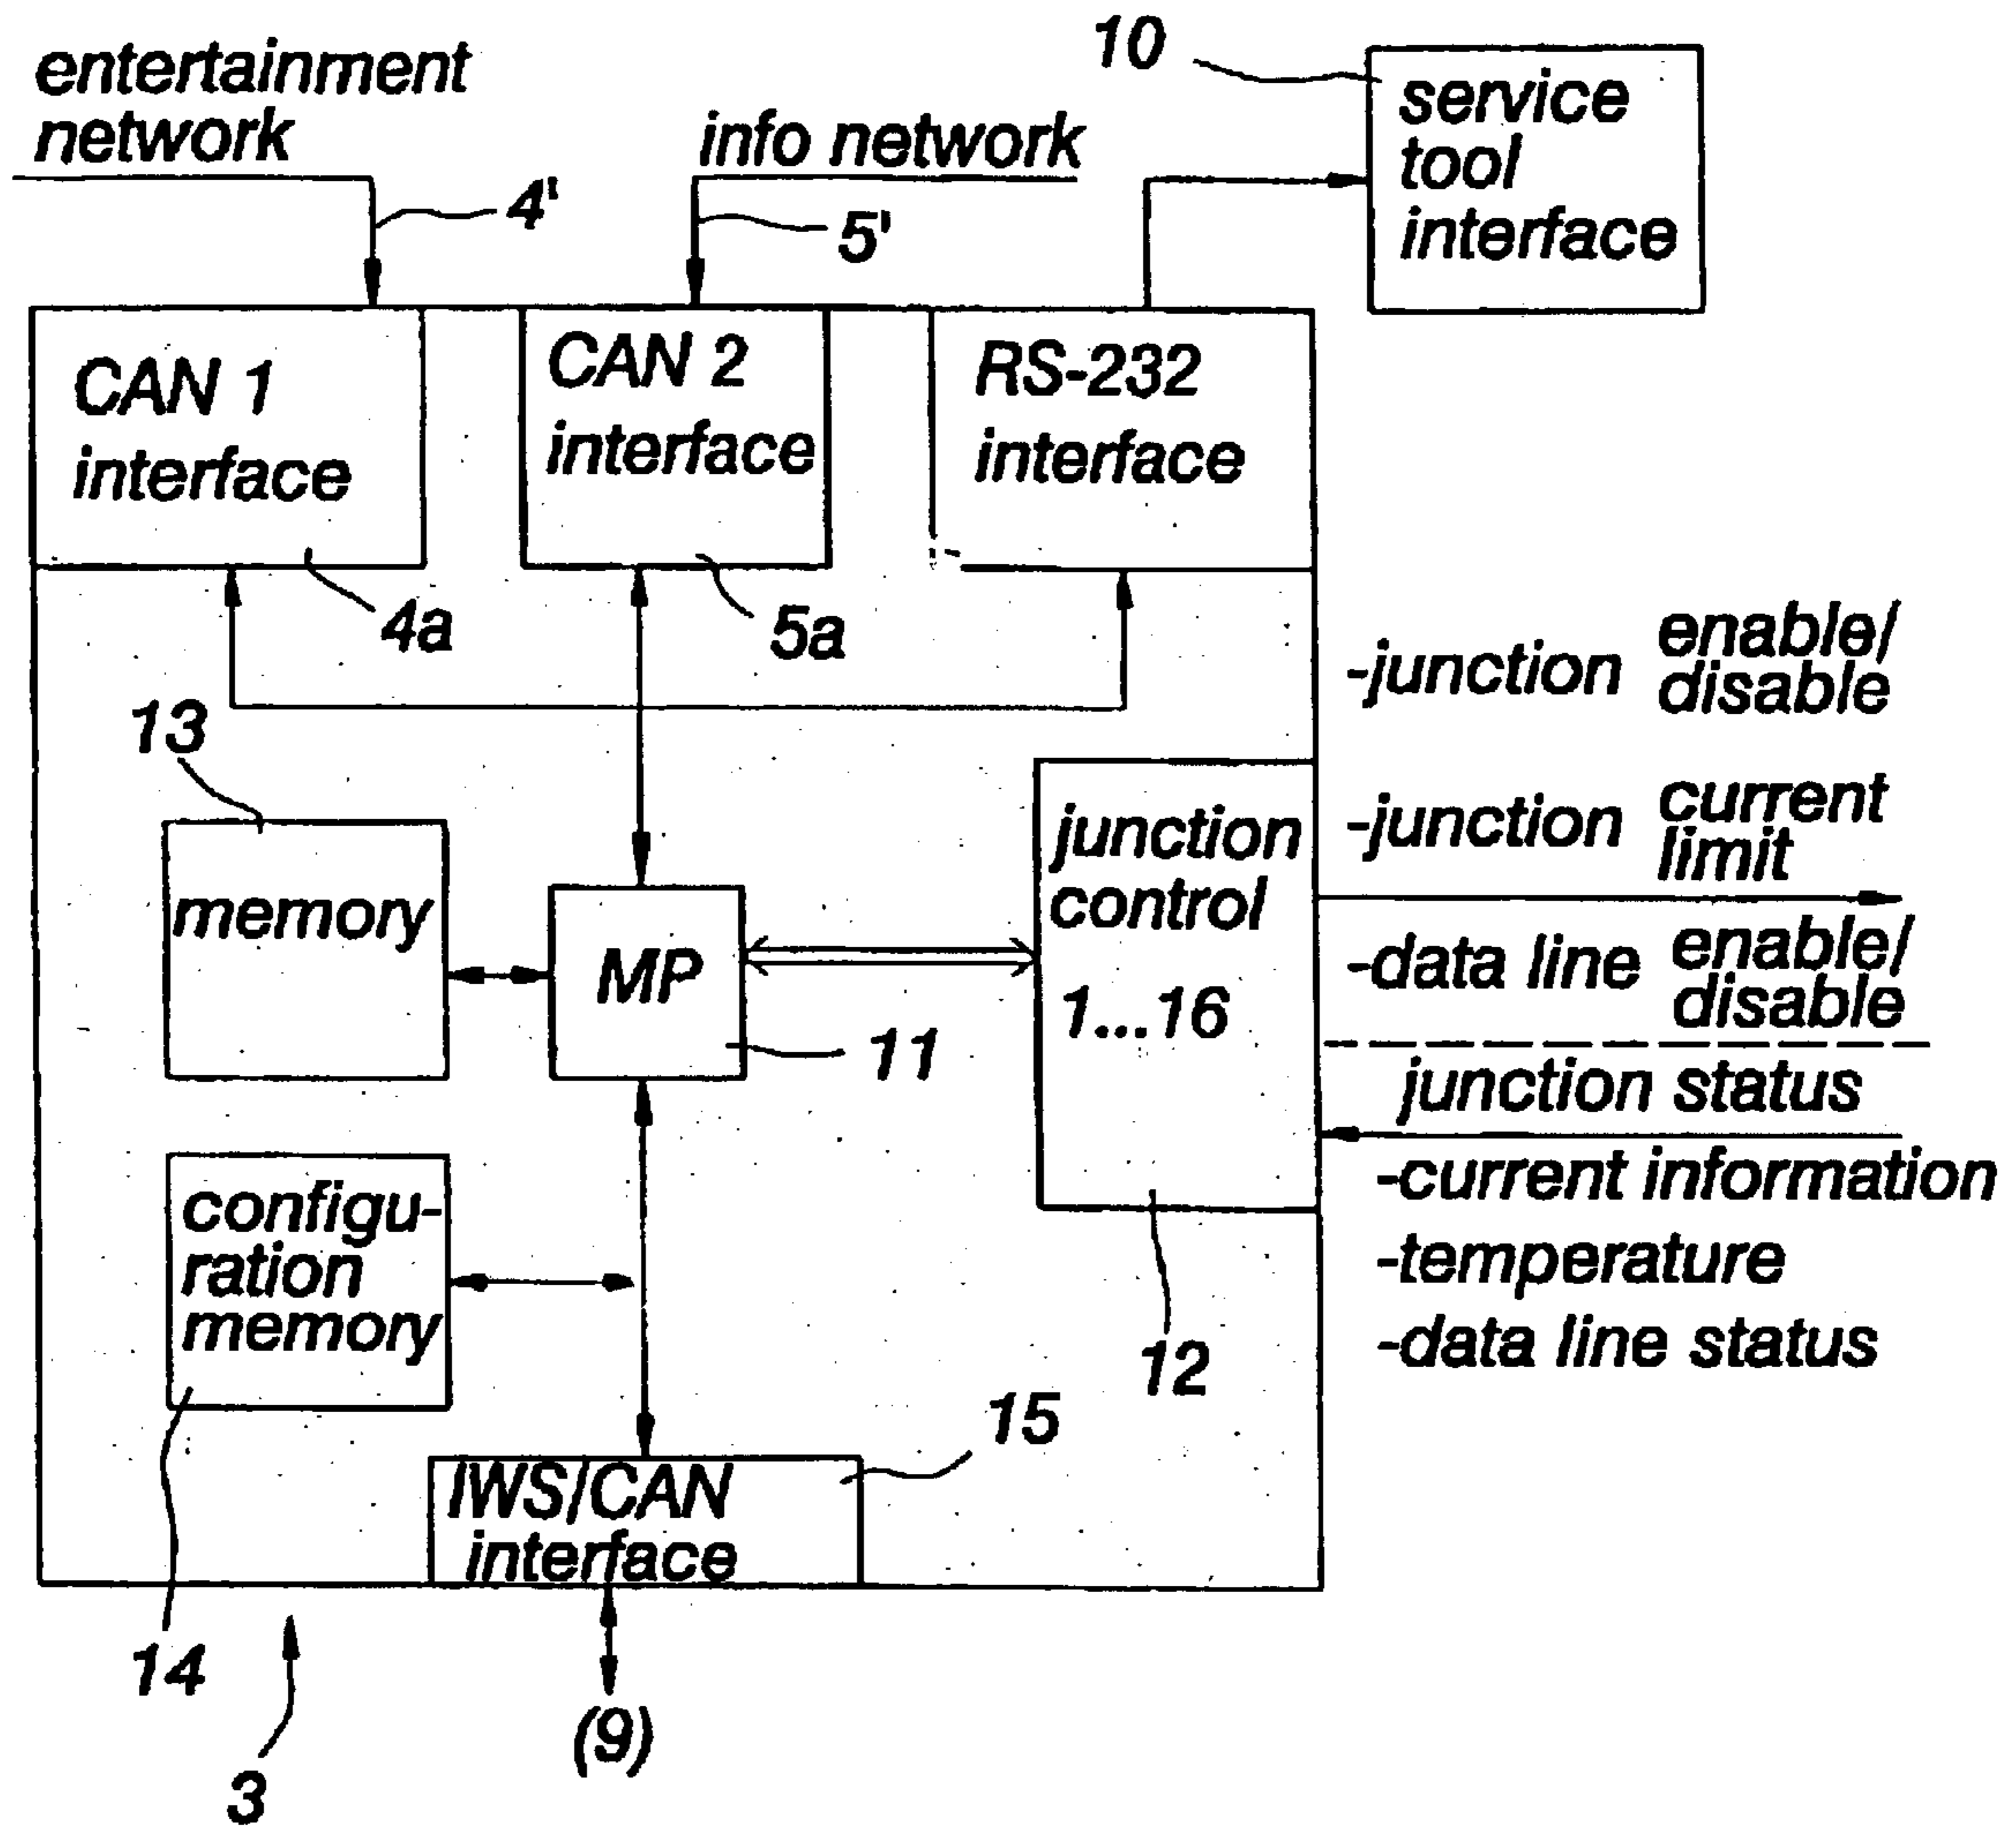 entertainment
network
info network
10
service
tool
interface
4'
5'
CAN 1
interface
CAN 2
interface
RS-232
interface
4a
5a
-junction enable/
disable
13
-junction current
limit
junction
control
1...16
memory
MP
11
-data line enable/
disable
junction status
-current information
-temperature
-data line status
configu-
ration
memory
12
15
IWS/CAN
interface
14
(9)
3